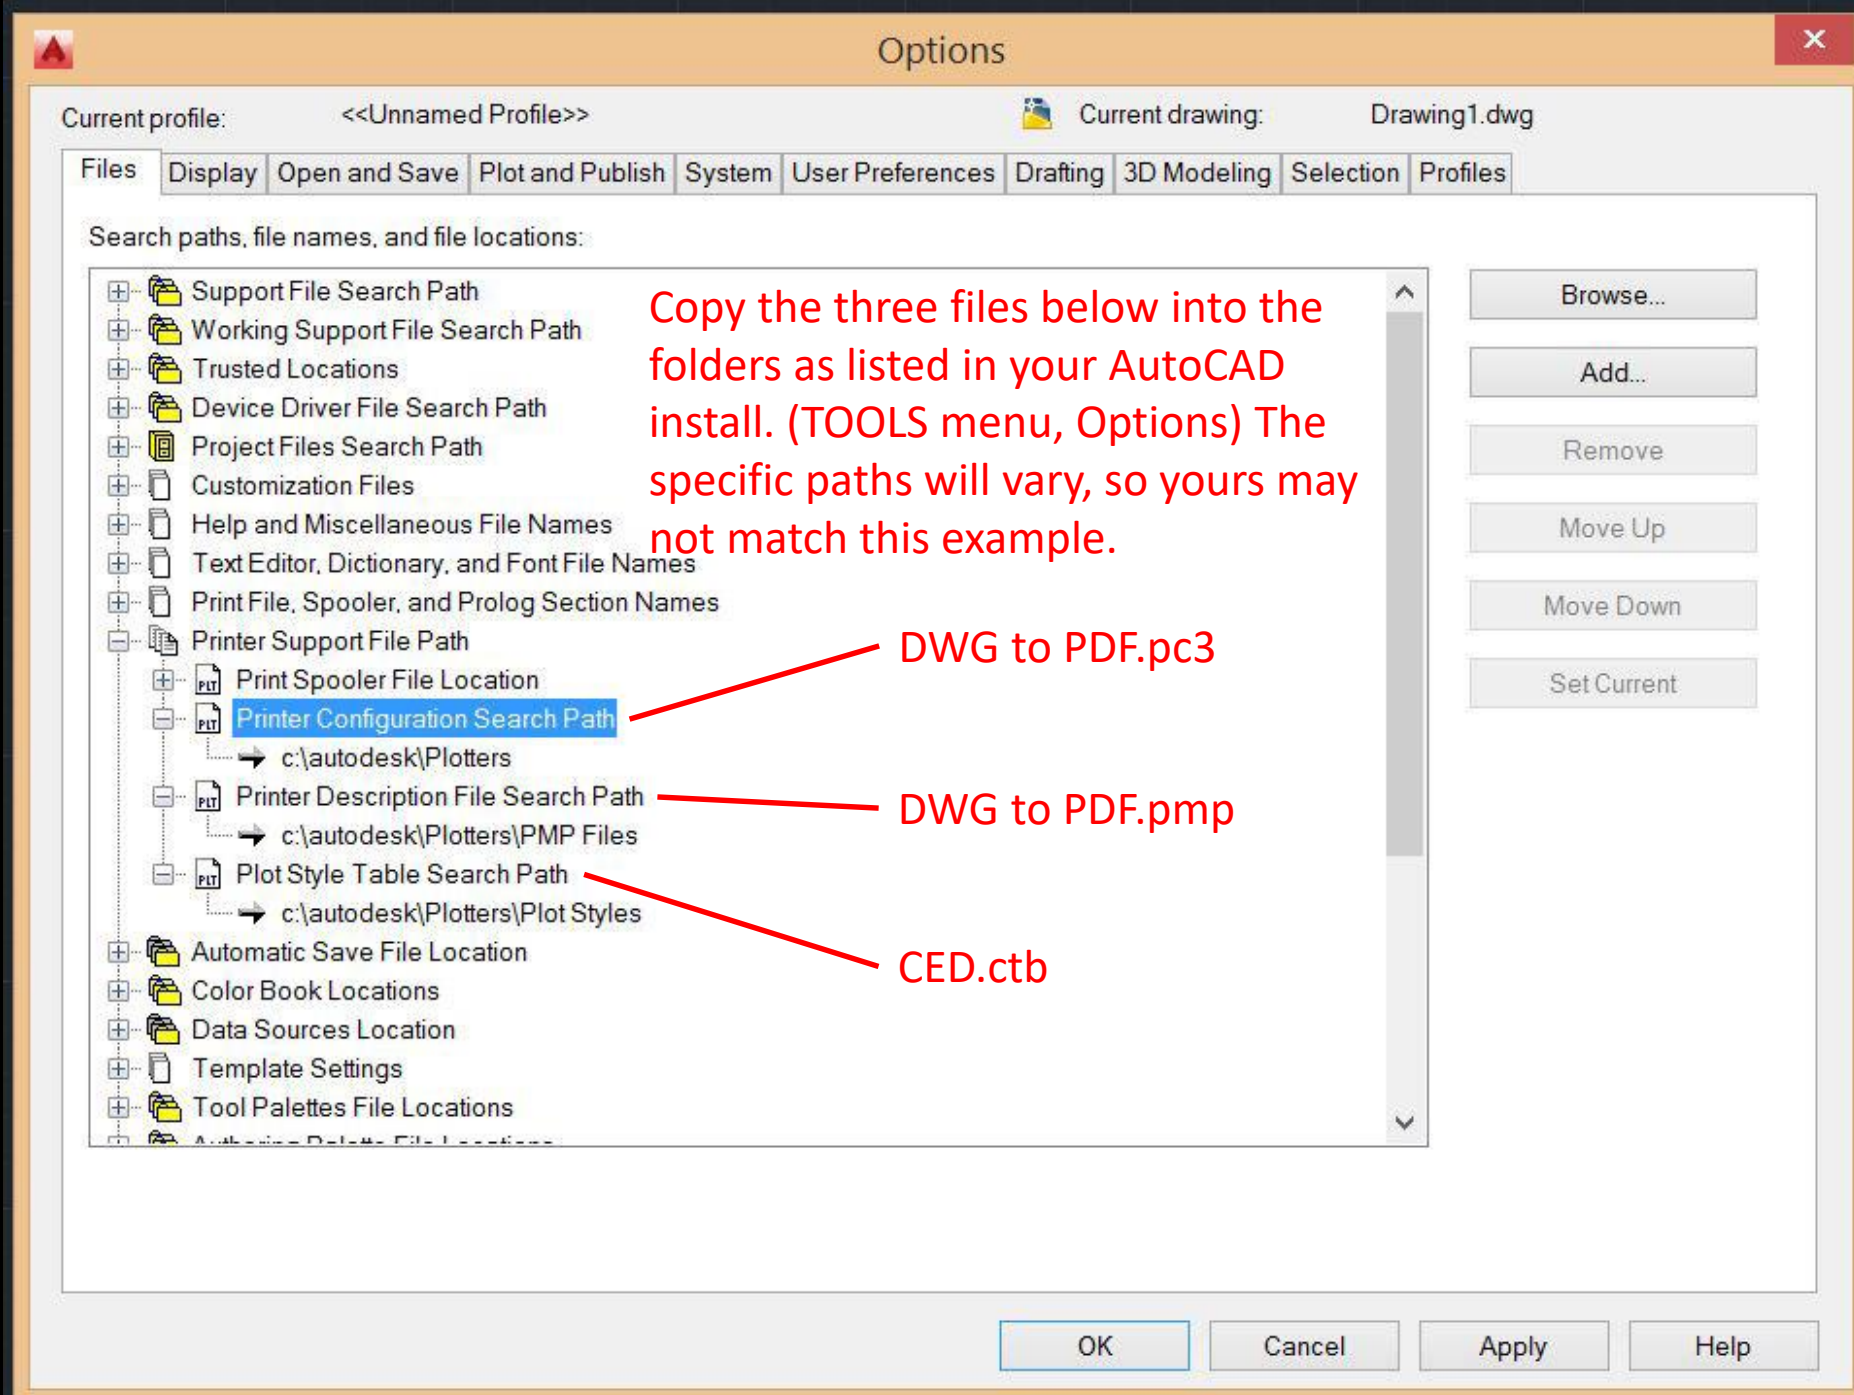 Options
Current profile: <<Unnamed Profile>> Current drawing: Drawing1.dwg
Files Display Open and Save Plot and Publish System User Preferences Drafting 3D Modeling Selection Profiles
Search paths, file names, and file locations:
Support File Search Path
Working Support File Search Path
Trusted Locations
Device Driver File Search Path
Project Files Search Path
Customization Files
Help and Miscellaneous File Names
Text Editor, Dictionary, and Font File Names
Print File, Spooler, and Prolog Section Names
Printer Support File Path
PLT Print Spooler File Location
PLT Printer Configuration Search Path
c:\autodesk\Plotters
PLT Printer Description File Search Path
c:\autodesk\Plotters\PMP Files
PLT Plot Style Table Search Path
c:\autodesk\Plotters\Plot Styles
Automatic Save File Location
Color Book Locations
Data Sources Location
Template Settings
Tool Palettes File Locations
Authoring Palette File Locations
Copy the three files below into the
folders as listed in your AutoCAD
install. (TOOLS menu, Options) The
specific paths will vary, so yours may
not match this example.
DWG to PDF.pc3
DWG to PDF.pmp
CED.ctb
Browse...
Add...
Remove
Move Up
Move Down
Set Current
OK Cancel Apply Help